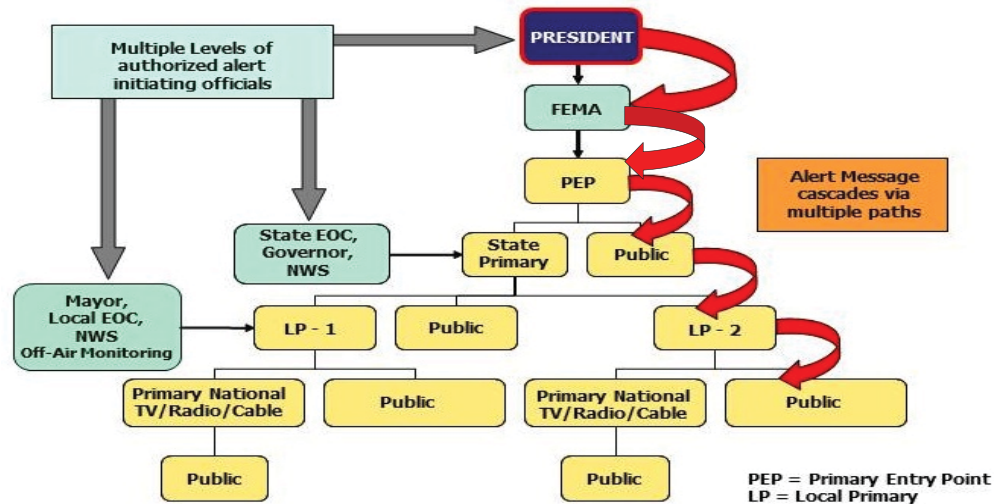 Multiple Levels of
authorized alert
initiating officials
PRESIDENT
FEMA
PEP
Alert Message
cascades via
multiple paths
State EOC,
Governor,
NWS
State
Primary
Public
Mayor,
Local EOC,
NWS
Off-Air Monitoring
LP - 1
Public
LP - 2
Primary National
TV/Radio/Cable
Public
Primary National
TV/Radio/Cable
Public
Public
Public
PEP = Primary Entry Point
LP = Local Primary